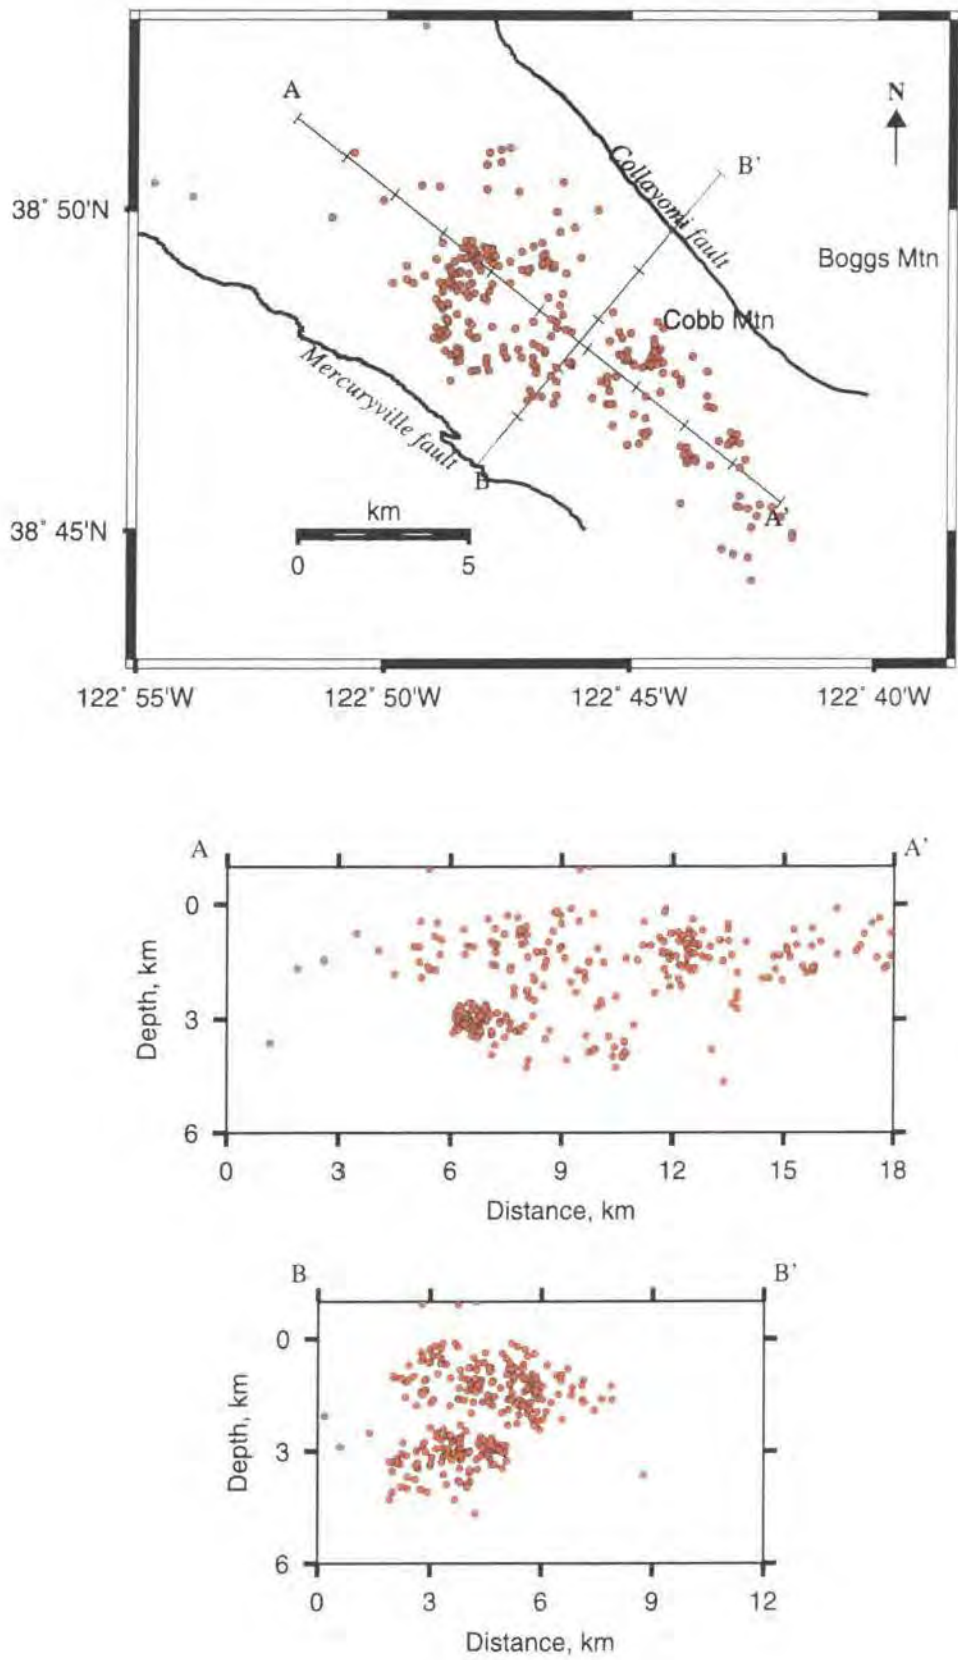 A
N
Collayomi fault
B'
38° 50'N
Boggs Mtn
Cobb Mtn
Mercuryville fault
B
A'
38° 45'N
km
0 5
122° 55'W 122° 50'W 122° 45'W 122° 40'W
A A'
0
3
6
Depth, km
0 3 6 9 12 15 18
Distance, km
B B'
0
3
6
Depth, km
0 3 6 9 12
Distance, km